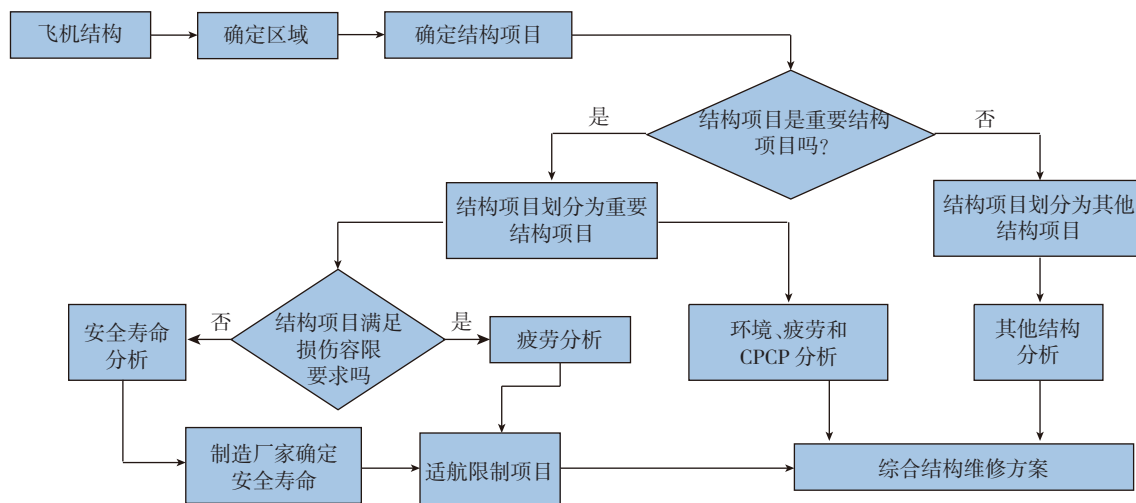 飞机结构
确定区域
确定结构项目
结构项目是重要结构
项目吗?
是
否
结构项目划分为重要
结构项目
结构项目划分为其他
结构项目
结构项目满足
损伤容限
要求吗
否
是
安全寿命
分析
疲劳分析
环境、疲劳和
CPCP 分析
其他结构
分析
制造厂家确定
安全寿命
适航限制项目
综合结构维修方案